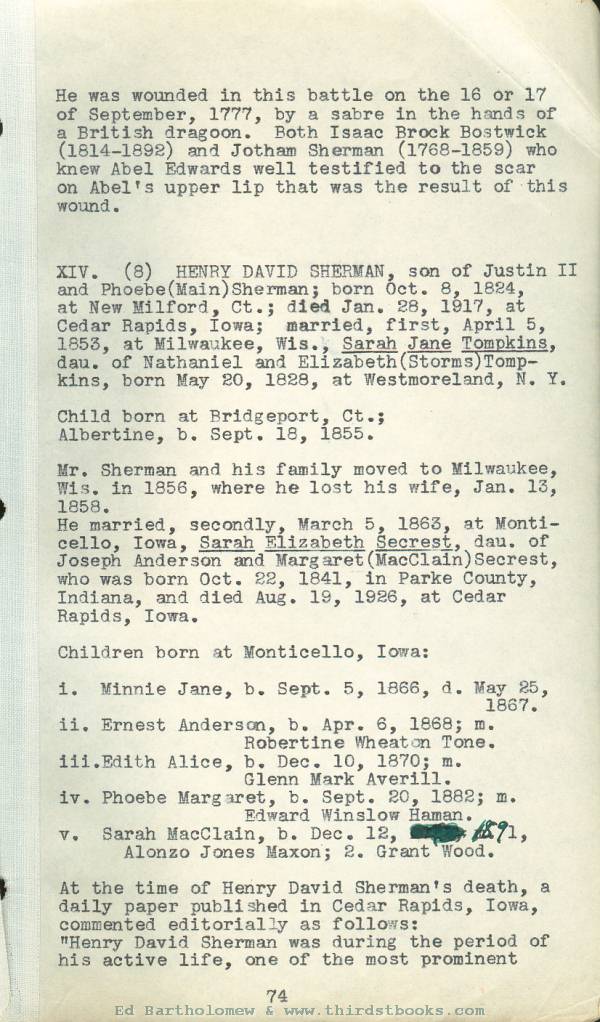 He was wounded in this battle on the 16 or 17
of September, 1777, by a sabre in the hands of
a British dragoon. Both Isaac Brock Bostwick
(1814-1892) and Jotham Sherman (1768-1859) who
knew Abel Edwards well testified to the scar
on Abel's upper lip that was the result of this
wound.
XIV. (8) HENRY DAVID SHERMAN, son of Justin II
and Phoebe(Main)Sherman; born Oct. 8, 1824,
at New Milford, Ct.; died Jan. 28, 1917, at
Cedar Rapids, Iowa; married, first, April 5,
1853, at Milwaukee, Wis., Sarah Jane Tompkins,
dau. of Nathaniel and Elizabeth(Storms)Tomp-
kins, born May 20, 1828, at Westmoreland, N. Y.
Child born at Bridgeport, Ct.;
Albertine, b. Sept. 18, 1855.
Mr. Sherman and his family moved to Milwaukee,
Wis. in 1856, where he lost his wife, Jan. 13,
1858.
He married, secondly, March 5, 1863, at Monti-
cello, Iowa, Sarah Elizabeth Secrest, dau. of
Joseph Anderson and Margaret(MacClain)Secrest,
who was born Oct. 22, 1841, in Parke County,
Indiana, and died Aug. 19, 1926, at Cedar
Rapids, Iowa.
Children born at Monticello, Iowa:
i. Minnie Jane, b. Sept. 5, 1866, d. May 25,
1867.
ii. Ernest Anderson, b. Apr. 6, 1868; m.
Robertine Wheaton Tone.
iii.Edith Alice, b. Dec. 10, 1870; m.
Glenn Mark Averill.
iv. Phoebe Margaret, b. Sept. 20, 1882; m.
Edward Winslow Haman.
v. Sarah MacClain, b. Dec. 12, 1891,
Alonzo Jones Maxon; 2. Grant Wood.
At the time of Henry David Sherman's death, a
daily paper published in Cedar Rapids, Iowa,
commented editorially as follows:
"Henry David Sherman was during the period of
his active life, one of the most prominent
74
Ed Bartholomew & www.thirdstbooks.com